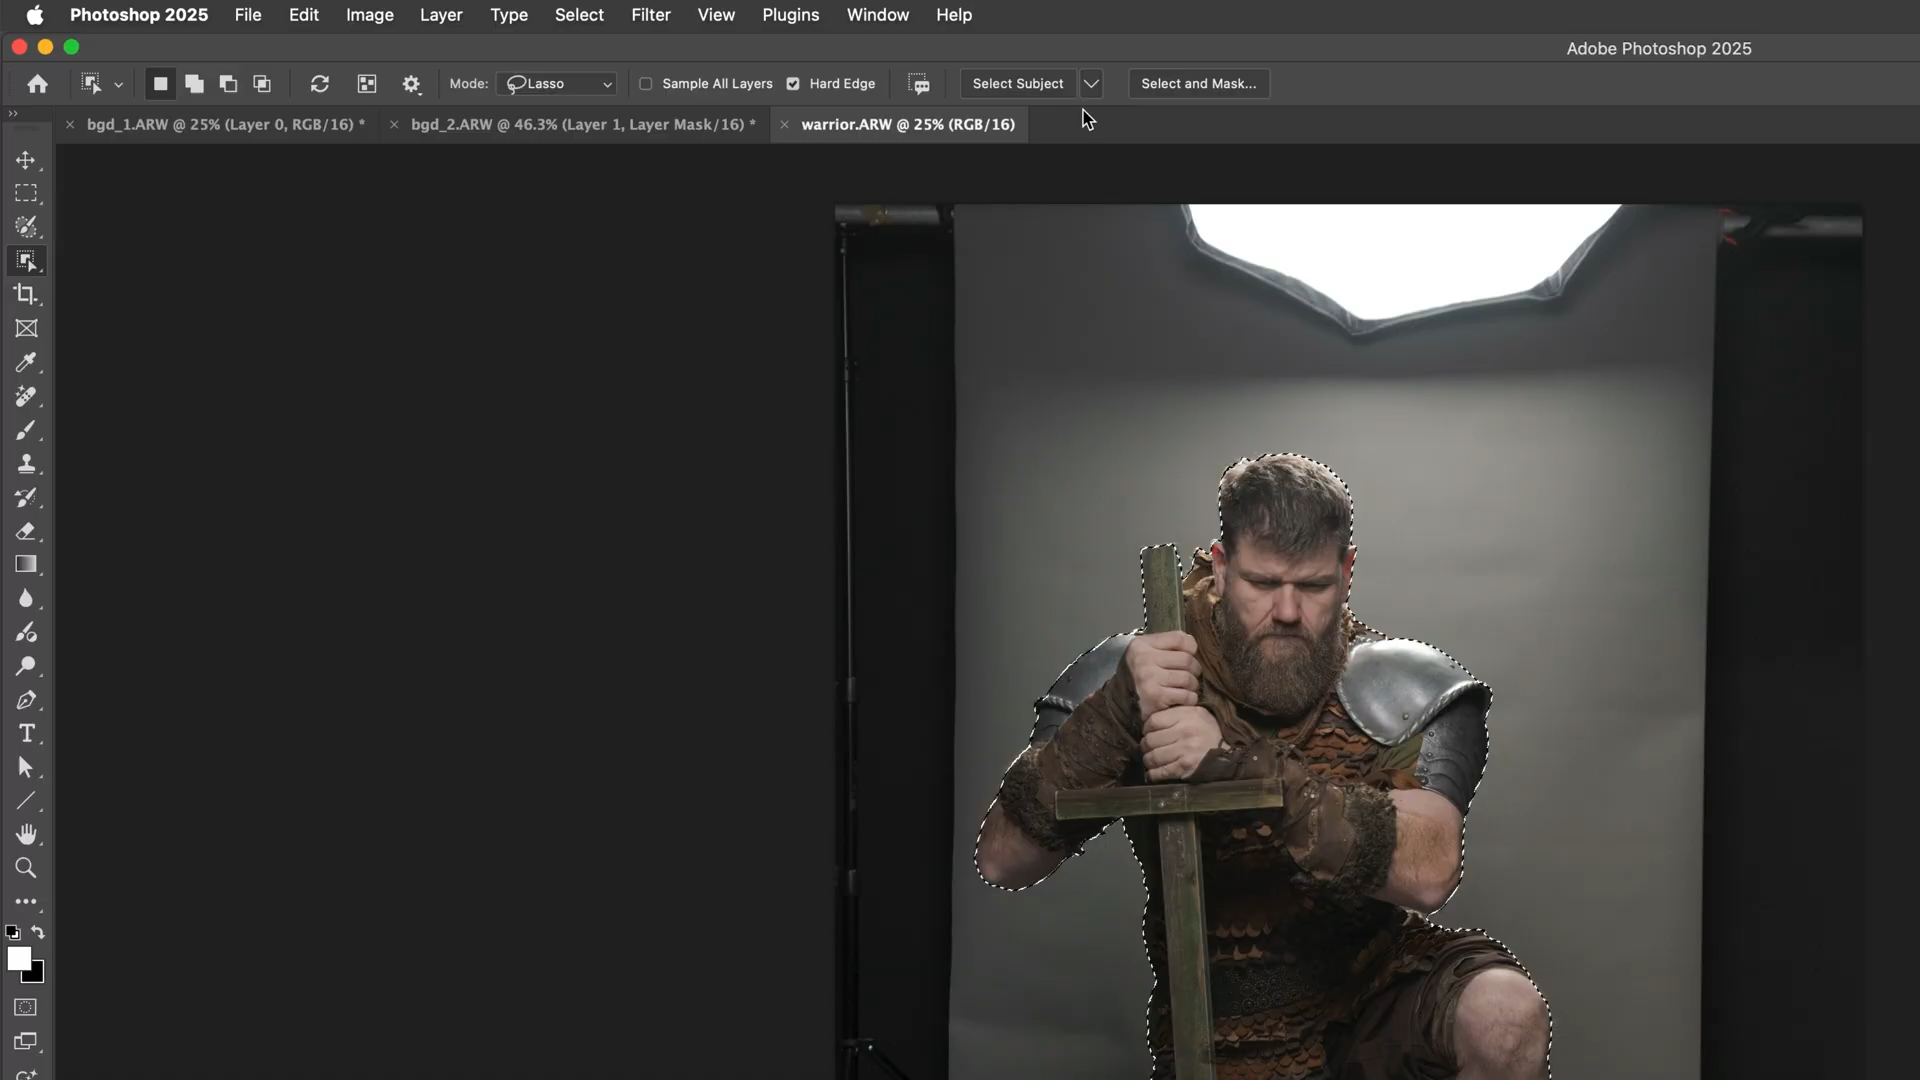 Photoshop 2025 File Edit Image Layer Type Select Filter View Plugins Window Help
Adobe Photoshop 2025
Mode: Lasso Sample All Layers Hard Edge Select Subject Select and Mask...
bgd_1.ARW @ 25% (Layer 0, RGB/16) * bgd_2.ARW @ 46.3% (Layer 1, Layer Mask/16) * warrior.ARW @ 25% (RGB/16)